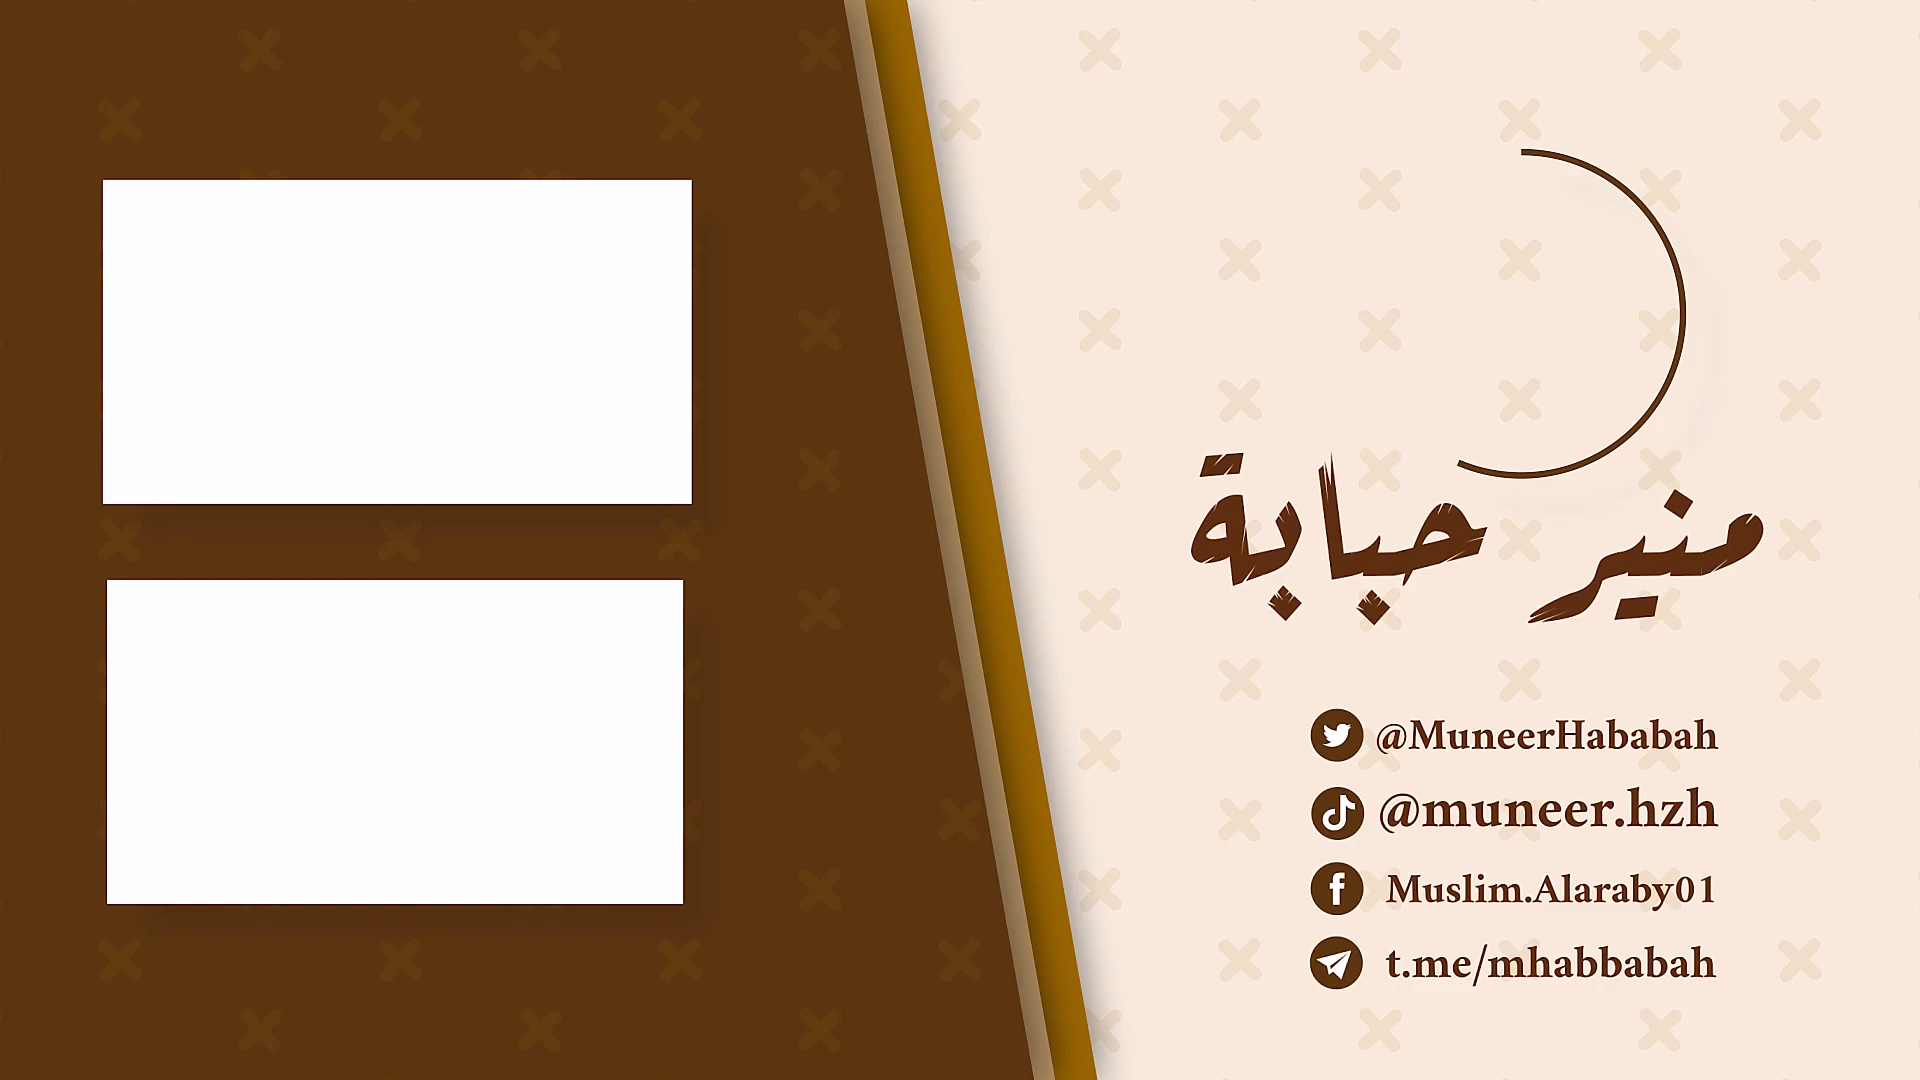 منير حبابة
@MuneerHababah
@muneer.hzh
Muslim.Alaraby01
t.me/mhabbabah